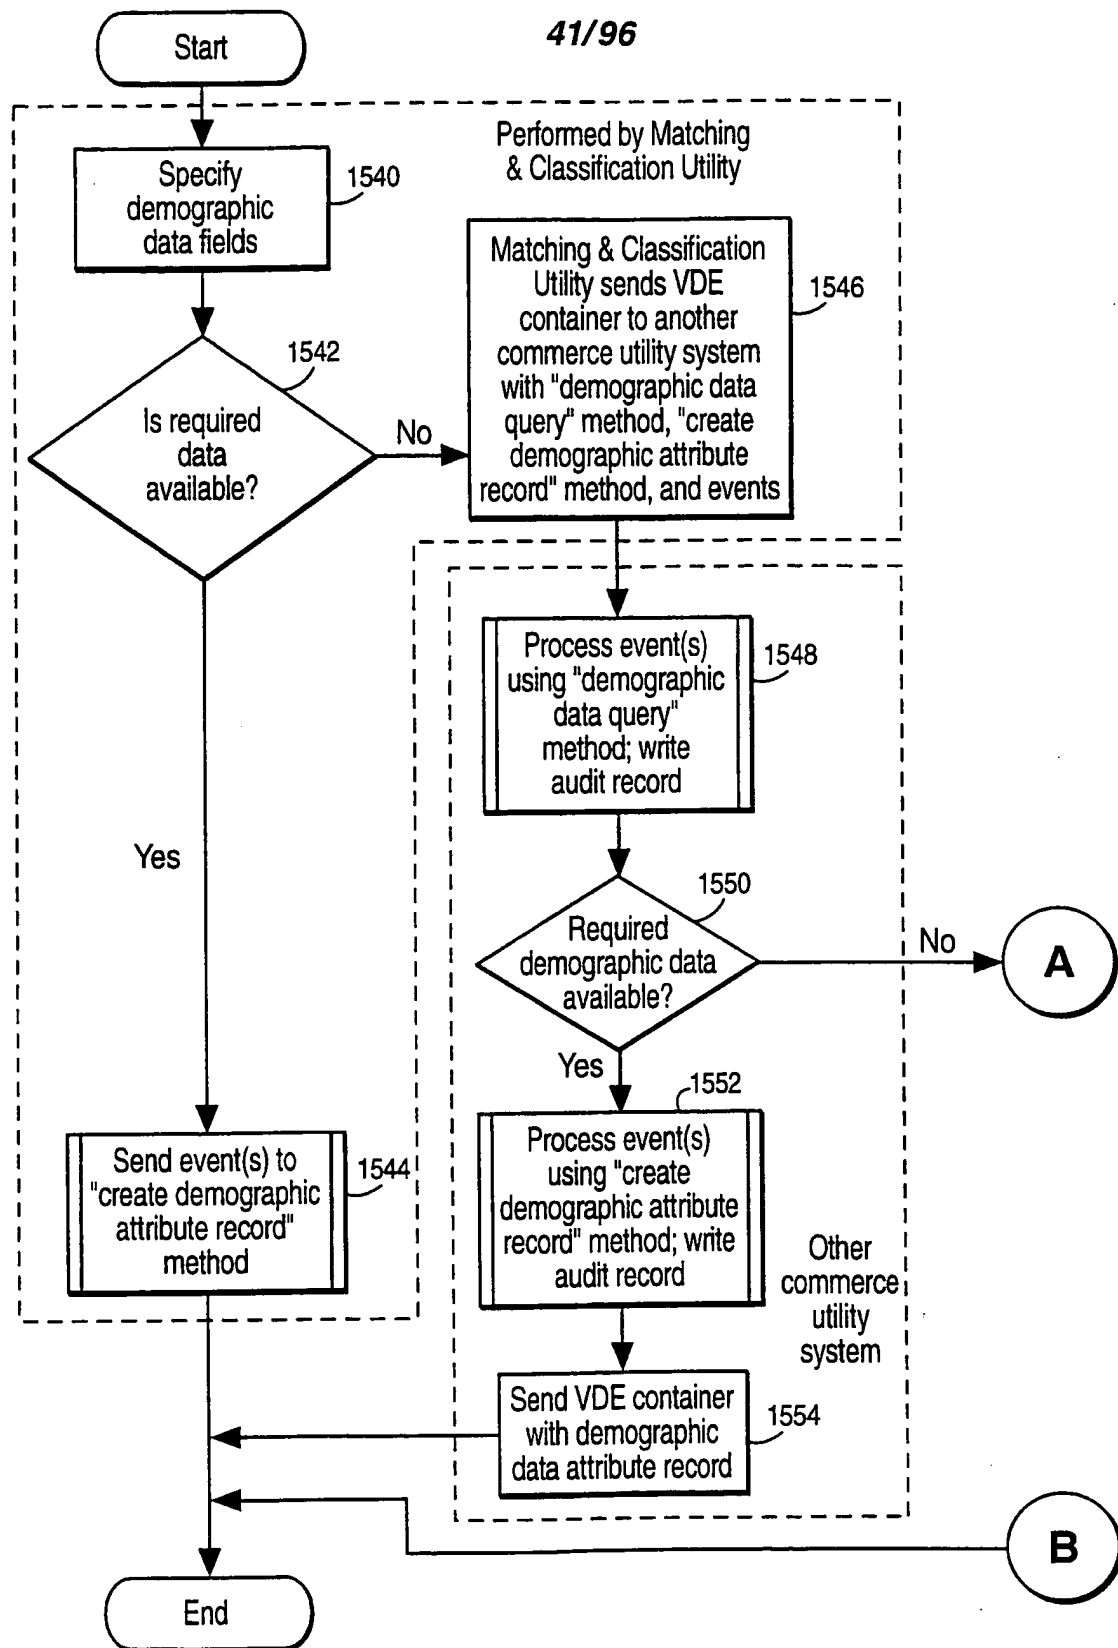 41/96
Start
Performed by Matching
& Classification Utility
Specify
demographic
data fields
1540
Matching & Classification
Utility sends VDE
container to another
commerce utility system
with "demographic data
query" method, "create
demographic attribute
record" method, and events
1546
1542
Is required
data
available?
No
Process event(s)
using "demographic
data query"
method; write
audit record
1548
Yes
1550
Required
demographic data
available?
No
A
Yes
1552
Process event(s)
using "create
demographic attribute
record" method; write
audit record
Send event(s) to
"create demographic
attribute record"
method
1544
Other
commerce
utility
system
Send VDE container
with demographic
data attribute record
1554
B
End